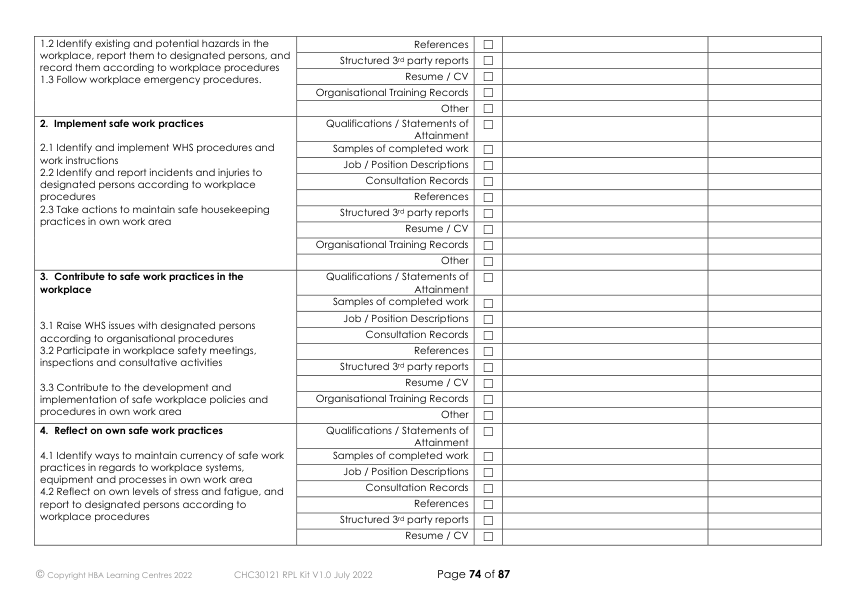 1.2 Identify existing and potential hazards in the
workplace, report them to designated persons, and
record them according to workplace procedures
1.3 Follow workplace emergency procedures.
References ☐
Structured 3rd party reports ☐
Resume / CV ☐
Organisational Training Records ☐
Other ☐
2. Implement safe work practices
2.1 Identify and implement WHS procedures and
work instructions
2.2 Identify and report incidents and injuries to
designated persons according to workplace
procedures
2.3 Take actions to maintain safe housekeeping
practices in own work area
Qualifications / Statements of
Attainment ☐
Samples of completed work ☐
Job / Position Descriptions ☐
Consultation Records ☐
References ☐
Structured 3rd party reports ☐
Resume / CV ☐
Organisational Training Records ☐
Other ☐
3. Contribute to safe work practices in the
workplace
3.1 Raise WHS issues with designated persons
according to organisational procedures
3.2 Participate in workplace safety meetings,
inspections and consultative activities
3.3 Contribute to the development and
implementation of safe workplace policies and
procedures in own work area
Qualifications / Statements of
Attainment ☐
Samples of completed work ☐
Job / Position Descriptions ☐
Consultation Records ☐
References ☐
Structured 3rd party reports ☐
Resume / CV ☐
Organisational Training Records ☐
Other ☐
4. Reflect on own safe work practices
4.1 Identify ways to maintain currency of safe work
practices in regards to workplace systems,
equipment and processes in own work area
4.2 Reflect on own levels of stress and fatigue, and
report to designated persons according to
workplace procedures
Qualifications / Statements of
Attainment ☐
Samples of completed work ☐
Job / Position Descriptions ☐
Consultation Records ☐
References ☐
Structured 3rd party reports ☐
Resume / CV ☐
© Copyright HBA Learning Centres 2022 CHC30121 RPL Kit V1.0 July 2022 Page 74 of 87